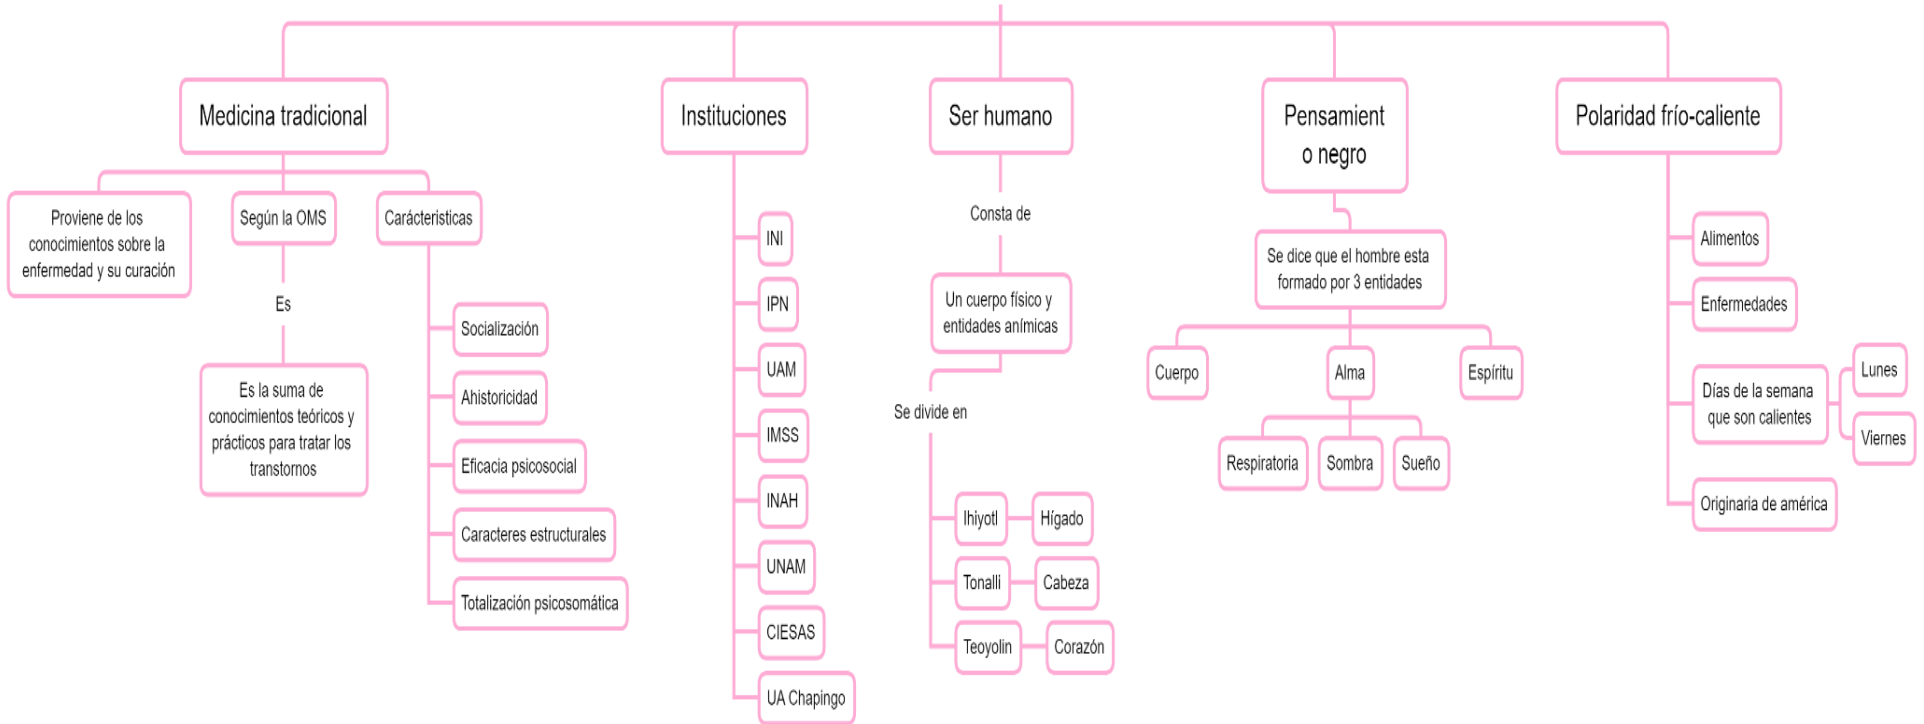 Medicina tradicional
Proviene de los
conocimientos sobre la
enfermedad y su curación
Según la OMS
Es
Es la suma de
conocimientos teóricos y
prácticos para tratar los
transtornos
Carácteristicas
Socialización
Ahistoricidad
Eficacia psicosocial
Caracteres estructurales
Totalización psicosomática
Instituciones
INI
IPN
UAM
IMSS
INAH
UNAM
CIESAS
UA Chapingo
Ser humano
Consta de
Un cuerpo físico y
entidades anímicas
Se divide en
Ihiyotl
Hígado
Tonalli
Cabeza
Teoyolin
Corazón
Pensamient
o negro
Se dice que el hombre esta
formado por 3 entidades
Cuerpo
Alma
Espíritu
Respiratoria
Sombra
Sueño
Polaridad frío-caliente
Alimentos
Enfermedades
Días de la semana
que son calientes
Lunes
Viernes
Originaria de américa